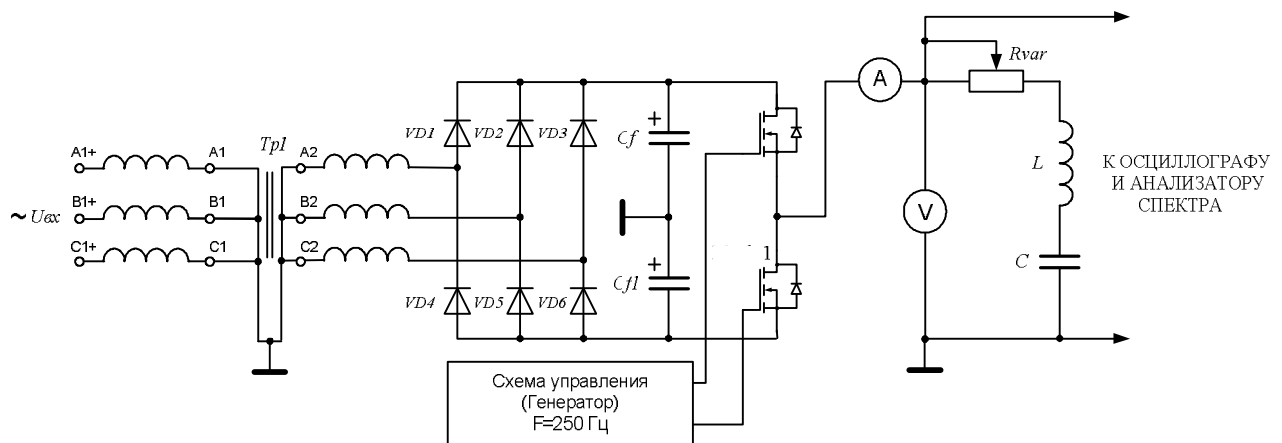 Rvar
A
VD1
VD2
VD3
Cf
Тр1
A1+
A1
A2
L
К ОСЦИЛЛОГРАФУ
И АНАЛИЗАТОРУ
СПЕКТРА
~ Uвх
B1+
B1
B2
V
C1+
C1
C2
1
C
VD4
VD5
VD6
Cf1
Схема управления
(Генератор)
F=250 Гц